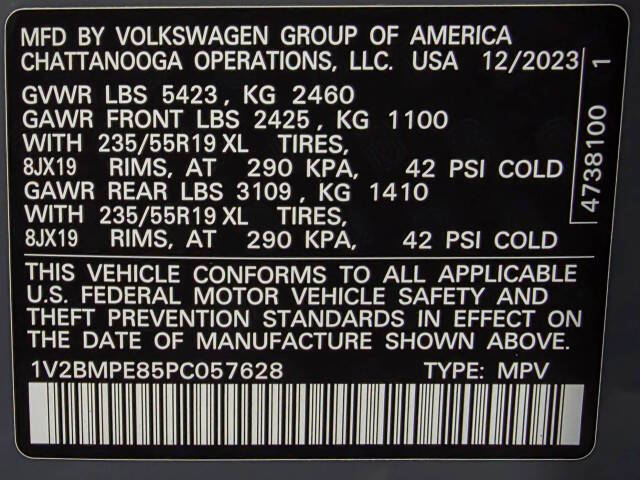 MFD BY VOLKSWAGEN GROUP OF AMERICA
CHATTANOOGA OPERATIONS, LLC. USA 12/2023
GVWR LBS 5423, KG 2460
GAWR FRONT LBS 2425, KG 1100
WITH 235/55R19 XL TIRES,
8JX19 RIMS, AT 290 KPA, 42 PSI COLD
GAWR REAR LBS 3109, KG 1410
WITH 235/55R19 XL TIRES,
8JX19 RIMS, AT 290 KPA, 42 PSI COLD
4738100 1
THIS VEHICLE CONFORMS TO ALL APPLICABLE
U.S. FEDERAL MOTOR VEHICLE SAFETY AND
THEFT PREVENTION STANDARDS IN EFFECT ON
THE DATE OF MANUFACTURE SHOWN ABOVE.
1V2BMPE85PC057628 TYPE: MPV